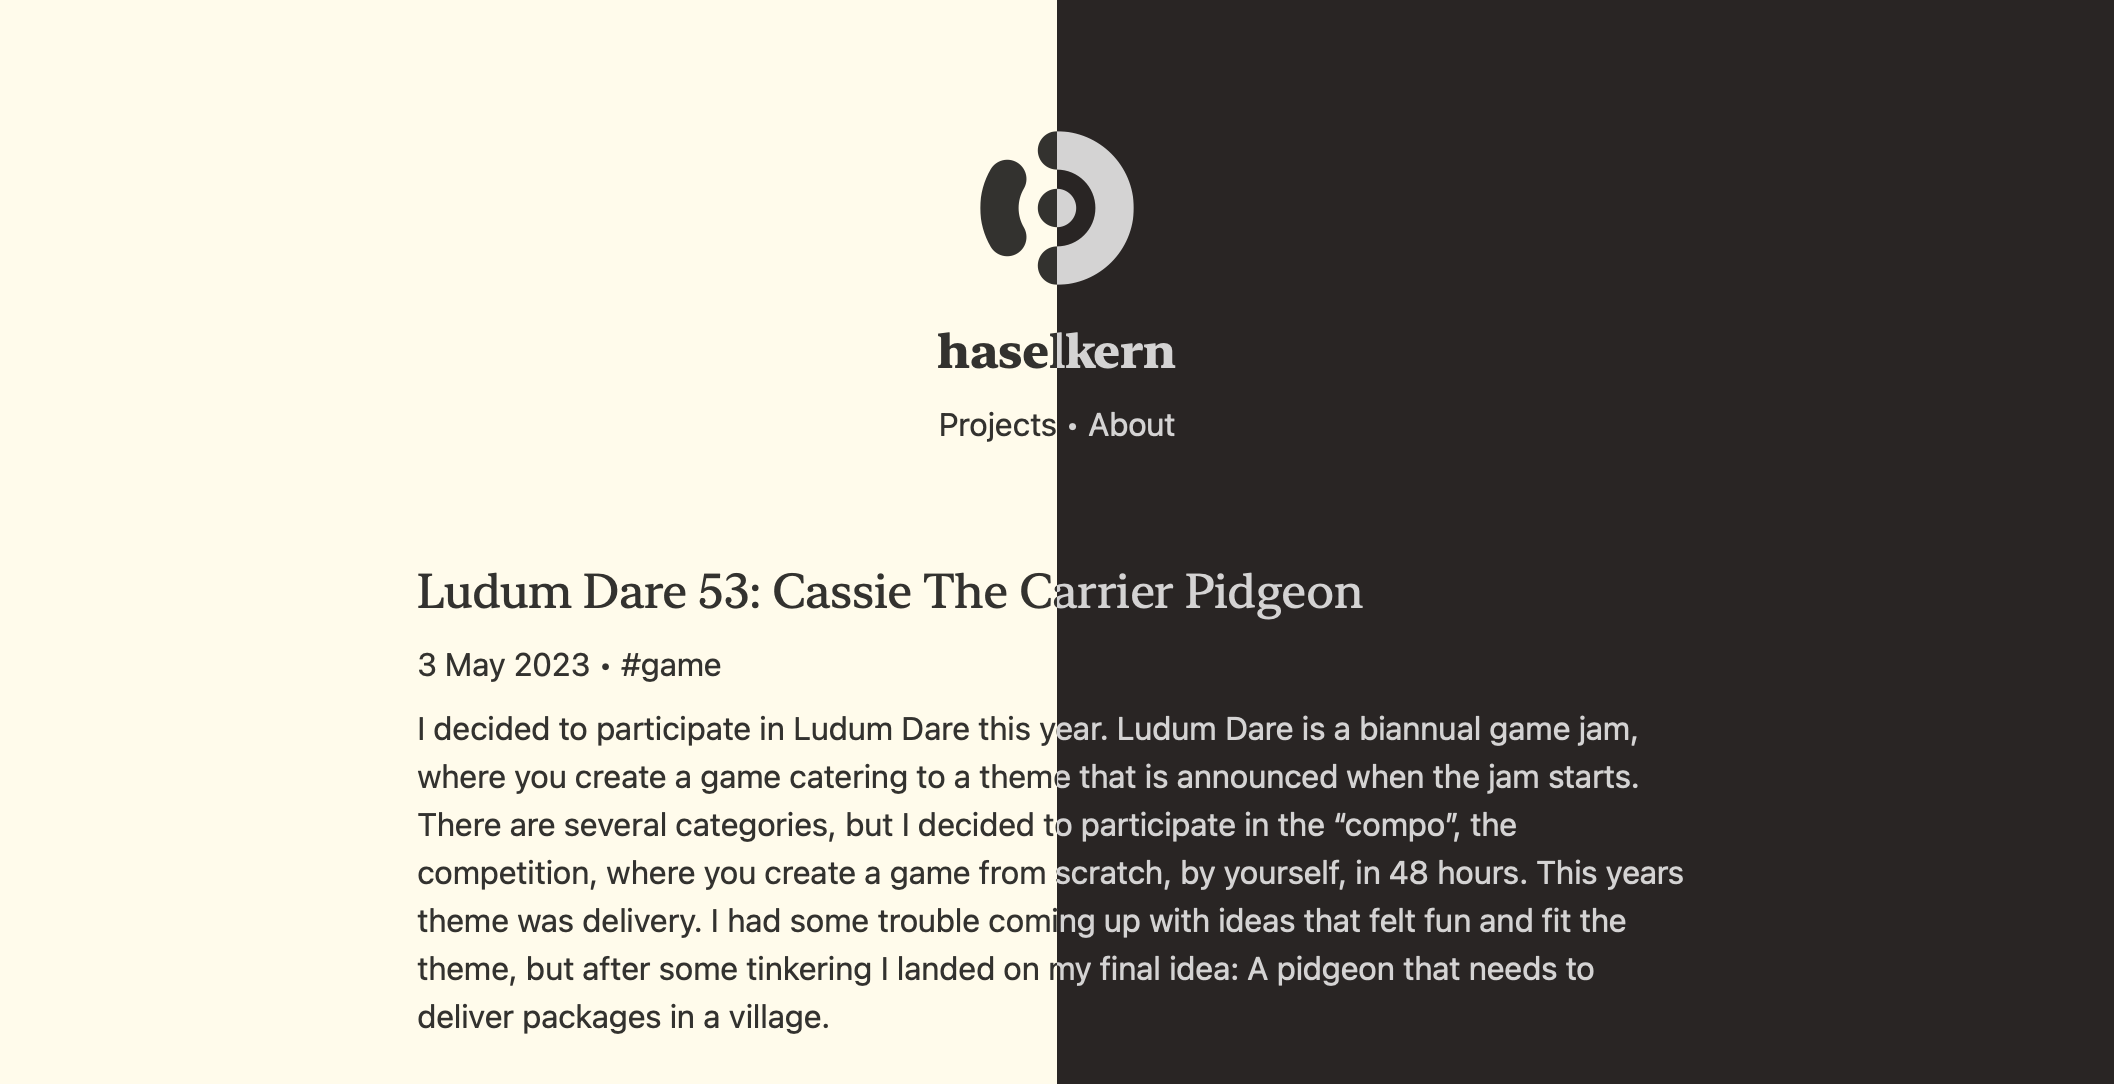 haselkern
Projects • About
Ludum Dare 53: Cassie The Carrier Pidgeon
3 May 2023 • #game
I decided to participate in Ludum Dare this year. Ludum Dare is a biannual game jam,
where you create a game catering to a theme that is announced when the jam starts.
There are several categories, but I decided to participate in the “compo”, the
competition, where you create a game from scratch, by yourself, in 48 hours. This years
theme was delivery. I had some trouble coming up with ideas that felt fun and fit the
theme, but after some tinkering I landed on my final idea: A pidgeon that needs to
deliver packages in a village.